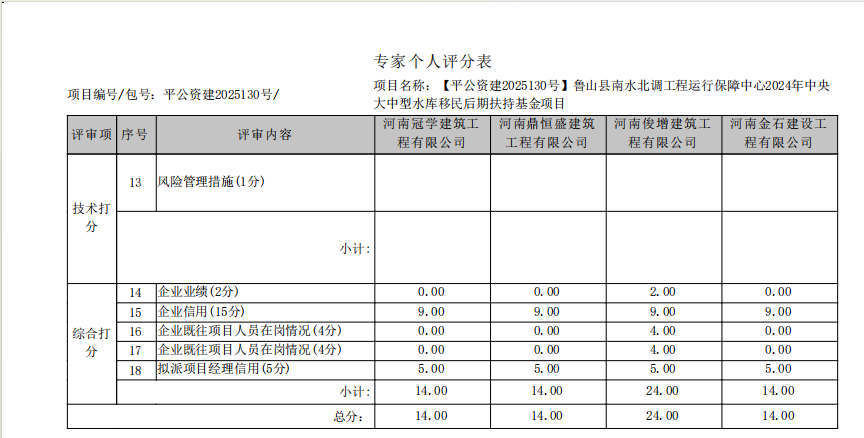 专家个人评分表
项目编号/包号: 平公资建2025130号/
项目名称: 【平公资建2025130号】鲁山县南水北调工程运行保障中心2024年中央
大中型水库移民后期扶持基金项目
评审项 序号 评审内容 河南冠学建筑工程有限公司 河南鼎恒盛建筑工程有限公司 河南俊增建筑工程有限公司 河南金石建设工程有限公司
技术打分
13 风险管理措施(1分)
小计:
综合打分
14 企业业绩(2分) 0.00 0.00 2.00 0.00
15 企业信用(15分) 9.00 9.00 9.00 9.00
16 企业既往项目人员在岗情况(4分) 0.00 0.00 4.00 0.00
17 企业既往项目人员在岗情况(4分) 0.00 0.00 4.00 0.00
18 拟派项目经理信用(5分) 5.00 5.00 5.00 5.00
小计: 14.00 14.00 24.00 14.00
总分: 14.00 14.00 24.00 14.00